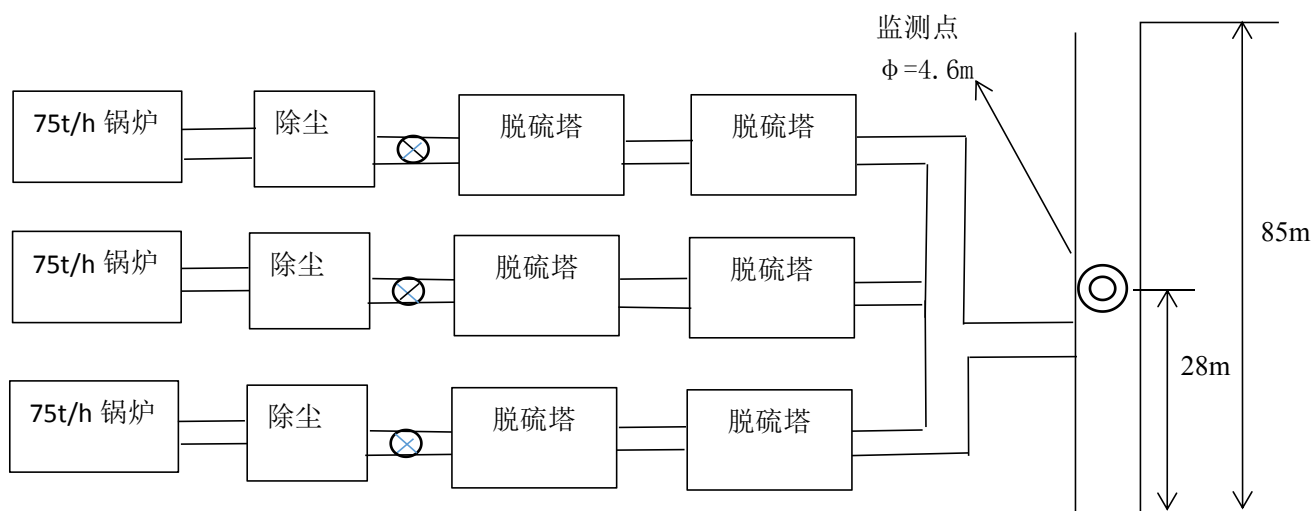 监测点
φ=4.6m
75t/h 锅炉
除尘
脱硫塔
脱硫塔
75t/h 锅炉
除尘
脱硫塔
脱硫塔
85m
28m
75t/h 锅炉
除尘
脱硫塔
脱硫塔